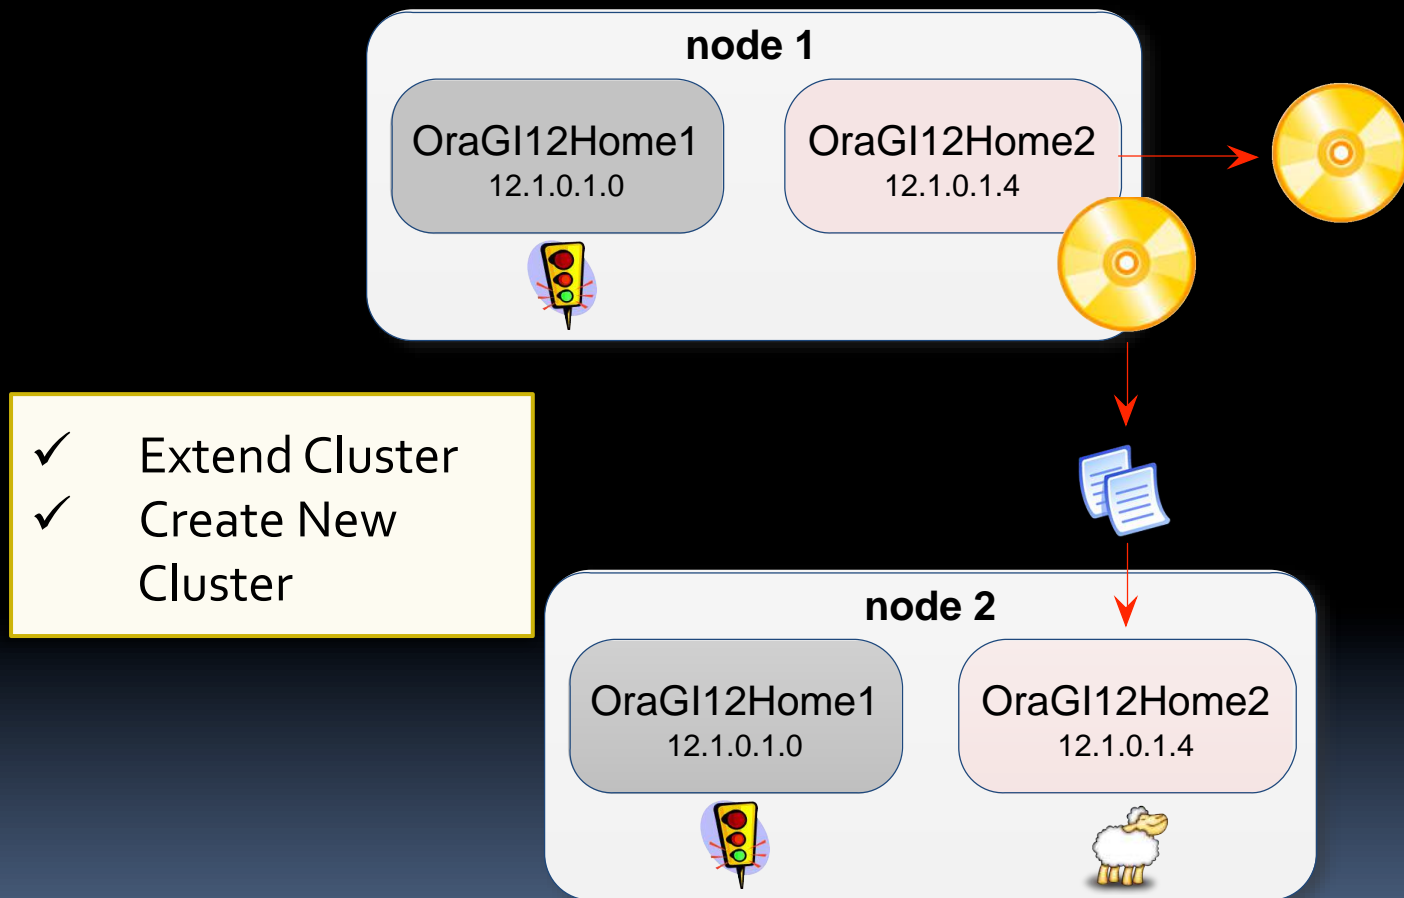 node 1
OraGI12Home1
12.1.0.1.0
OraGI12Home2
12.1.0.1.4
✓ Extend Cluster
✓ Create New
Cluster
node 2
OraGI12Home1
12.1.0.1.0
OraGI12Home2
12.1.0.1.4